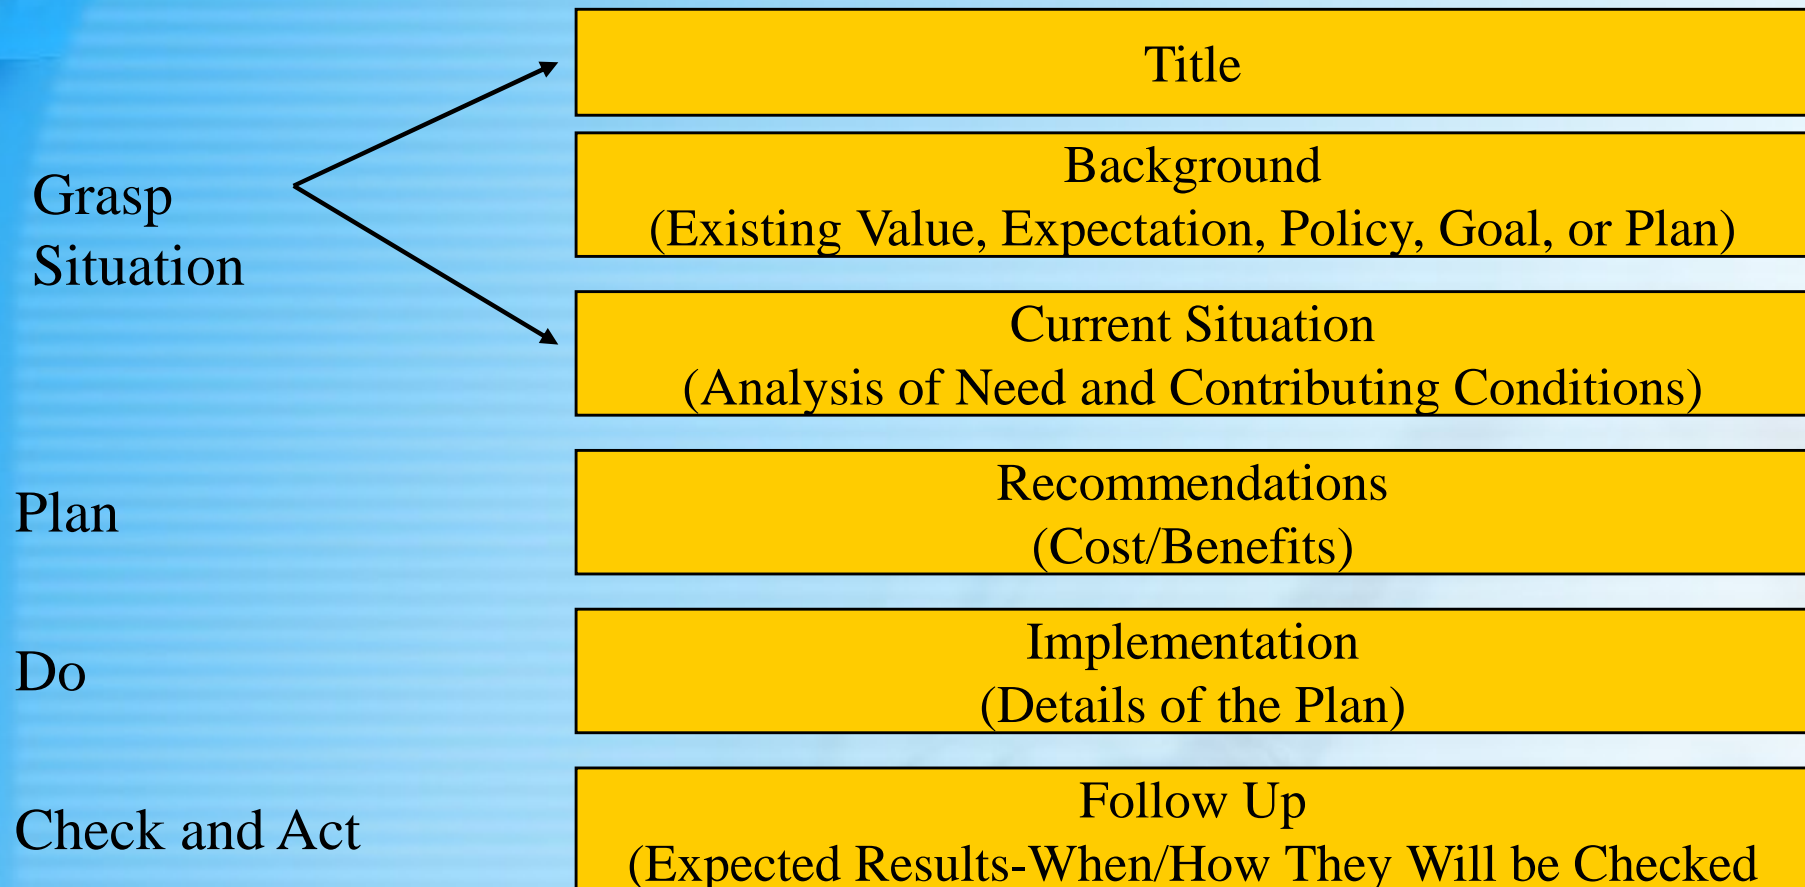 Title
Grasp
Situation
Background
(Existing Value, Expectation, Policy, Goal, or Plan)
Current Situation
(Analysis of Need and Contributing Conditions)
Plan
Recommendations
(Cost/Benefits)
Do
Implementation
(Details of the Plan)
Check and Act
Follow Up
(Expected Results-When/How They Will be Checked